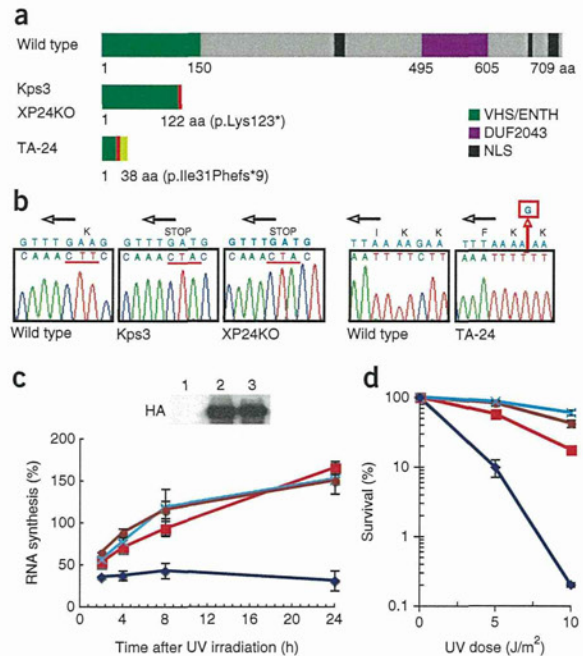 a
Wild type
1 150 495 605 709 aa
Kps3
XP24KO
1 122 aa (p.Lys123*)
TA-24
1 38 aa (p.Ile31Phefs*9)
VHS/ENTH
DUF2043
NLS
b
K STOP STOP I K K F K K
G
G T T T G A A G G T T T G A T G G T T T G A T G T T A A A G A A T T A A A A A A
C A A A C T T C C A A A C T A C C A A A C T A C A A T T T C T T A A A T T T T T T
Wild type Kps3 XP24KO Wild type TA-24
c
HA 1 2 3
RNA synthesis (%)
200
150
100
50
0
0 4 8 12 16 20 24
Time after UV irradiation (h)
d
Survival (%)
100
10
1
0.1
0 5 10
UV dose (J/m²)